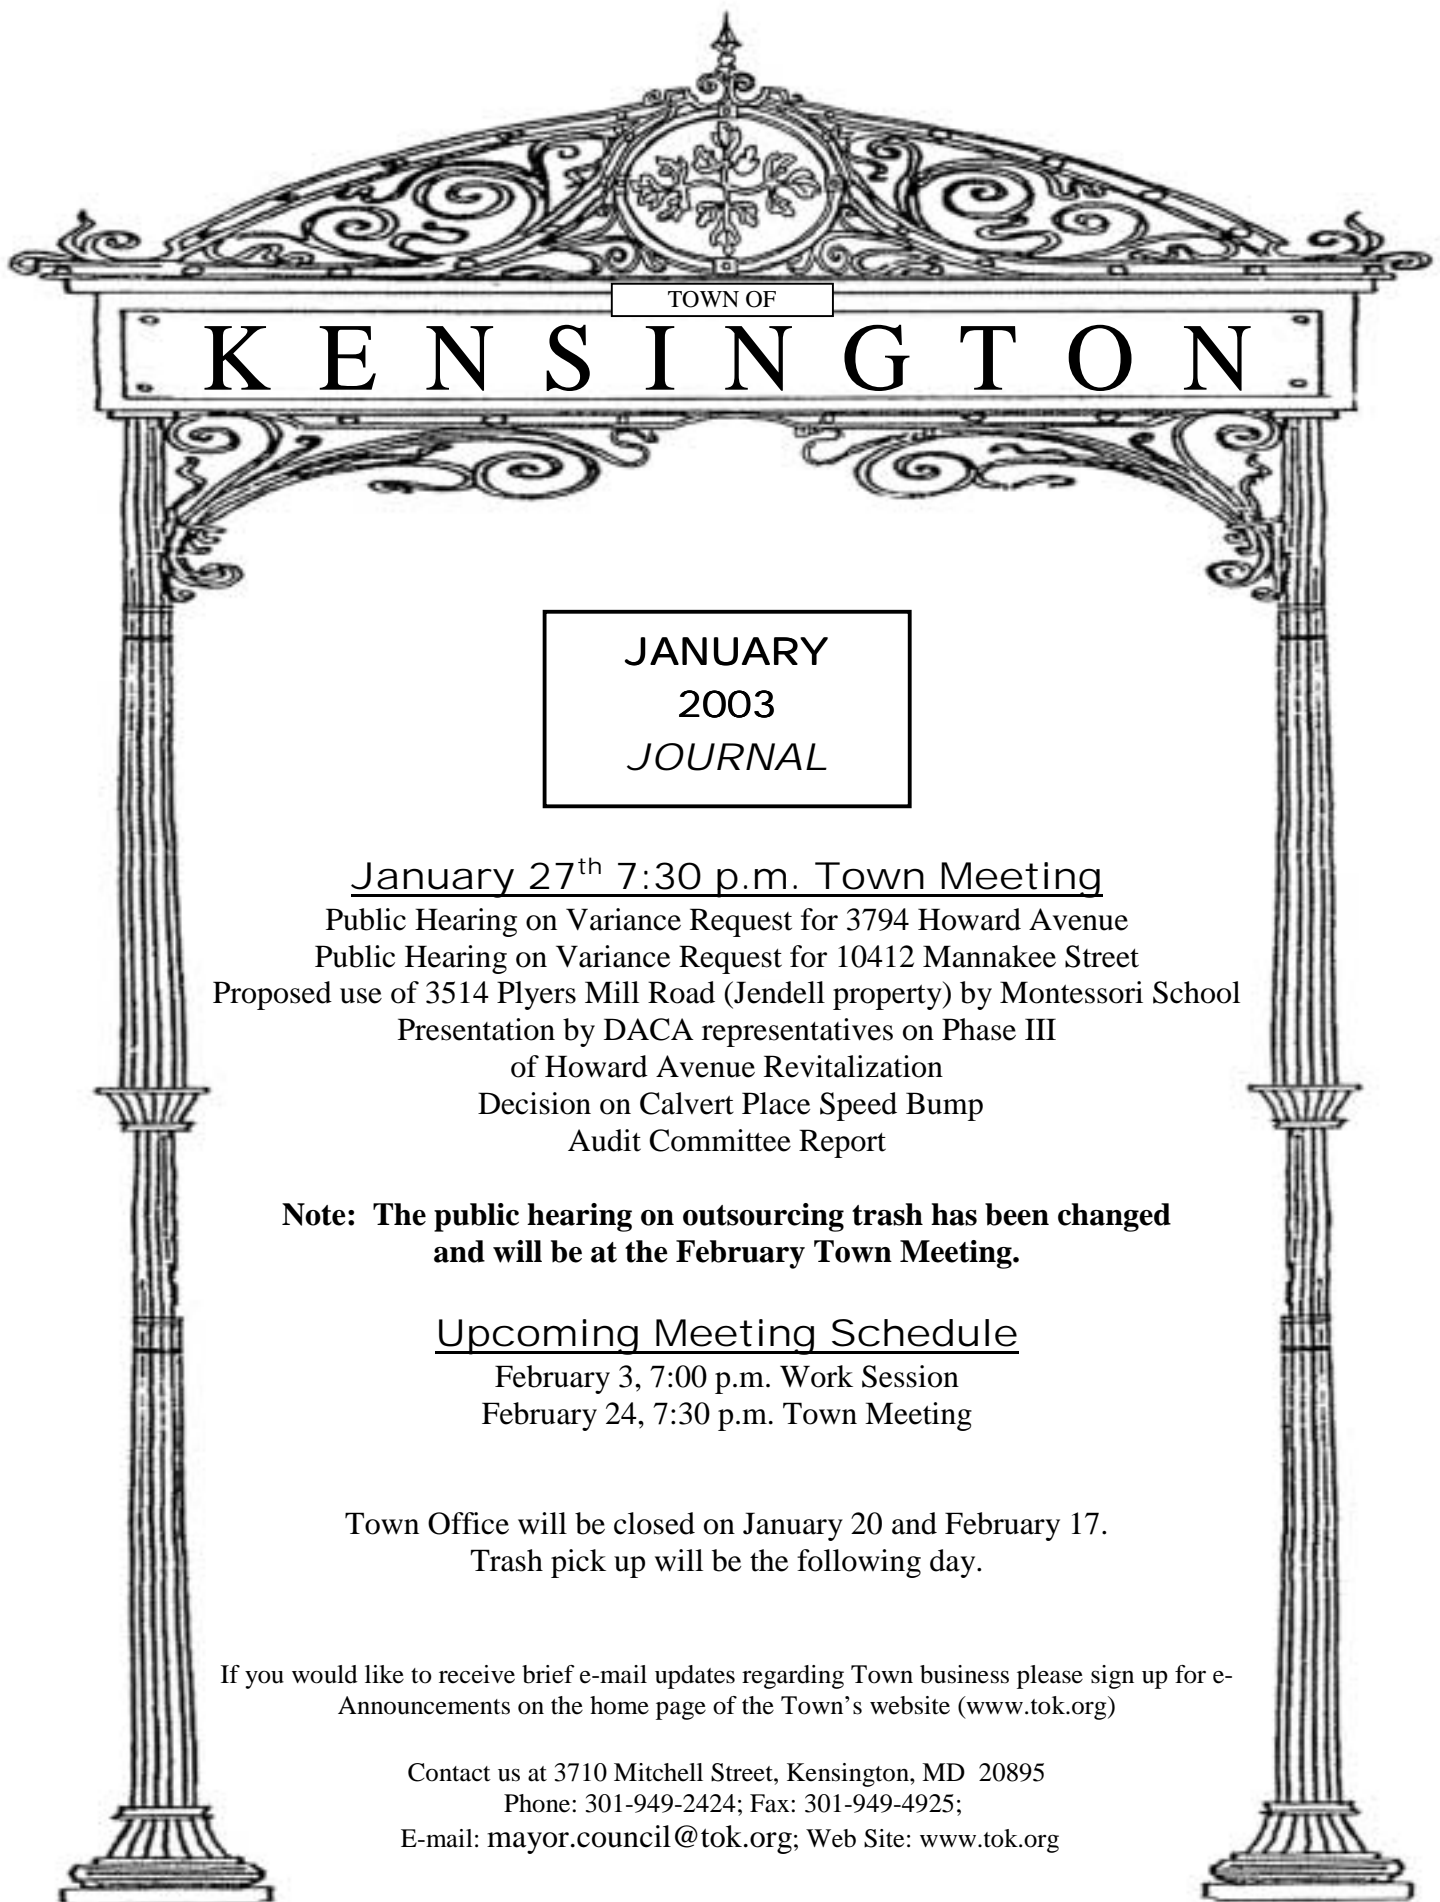 TOWN OF
KENSINGTON
JANUARY
2003
JOURNAL
January 27th 7:30 p.m. Town Meeting
Public Hearing on Variance Request for 3794 Howard Avenue
Public Hearing on Variance Request for 10412 Mannakee Street
Proposed use of 3514 Plyers Mill Road (Jendell property) by Montessori School
Presentation by DACA representatives on Phase III
of Howard Avenue Revitalization
Decision on Calvert Place Speed Bump
Audit Committee Report
Note:  The public hearing on outsourcing trash has been changed
and will be at the February Town Meeting.
Upcoming Meeting Schedule
February 3, 7:00 p.m. Work Session
February 24, 7:30 p.m. Town Meeting
Town Office will be closed on January 20 and February 17.
Trash pick up will be the following day.
If you would like to receive brief e-mail updates regarding Town business please sign up for e-
Announcements on the home page of the Town’s website (www.tok.org)
Contact us at 3710 Mitchell Street, Kensington, MD  20895
Phone: 301-949-2424; Fax: 301-949-4925;
E-mail: mayor.council@tok.org; Web Site: www.tok.org